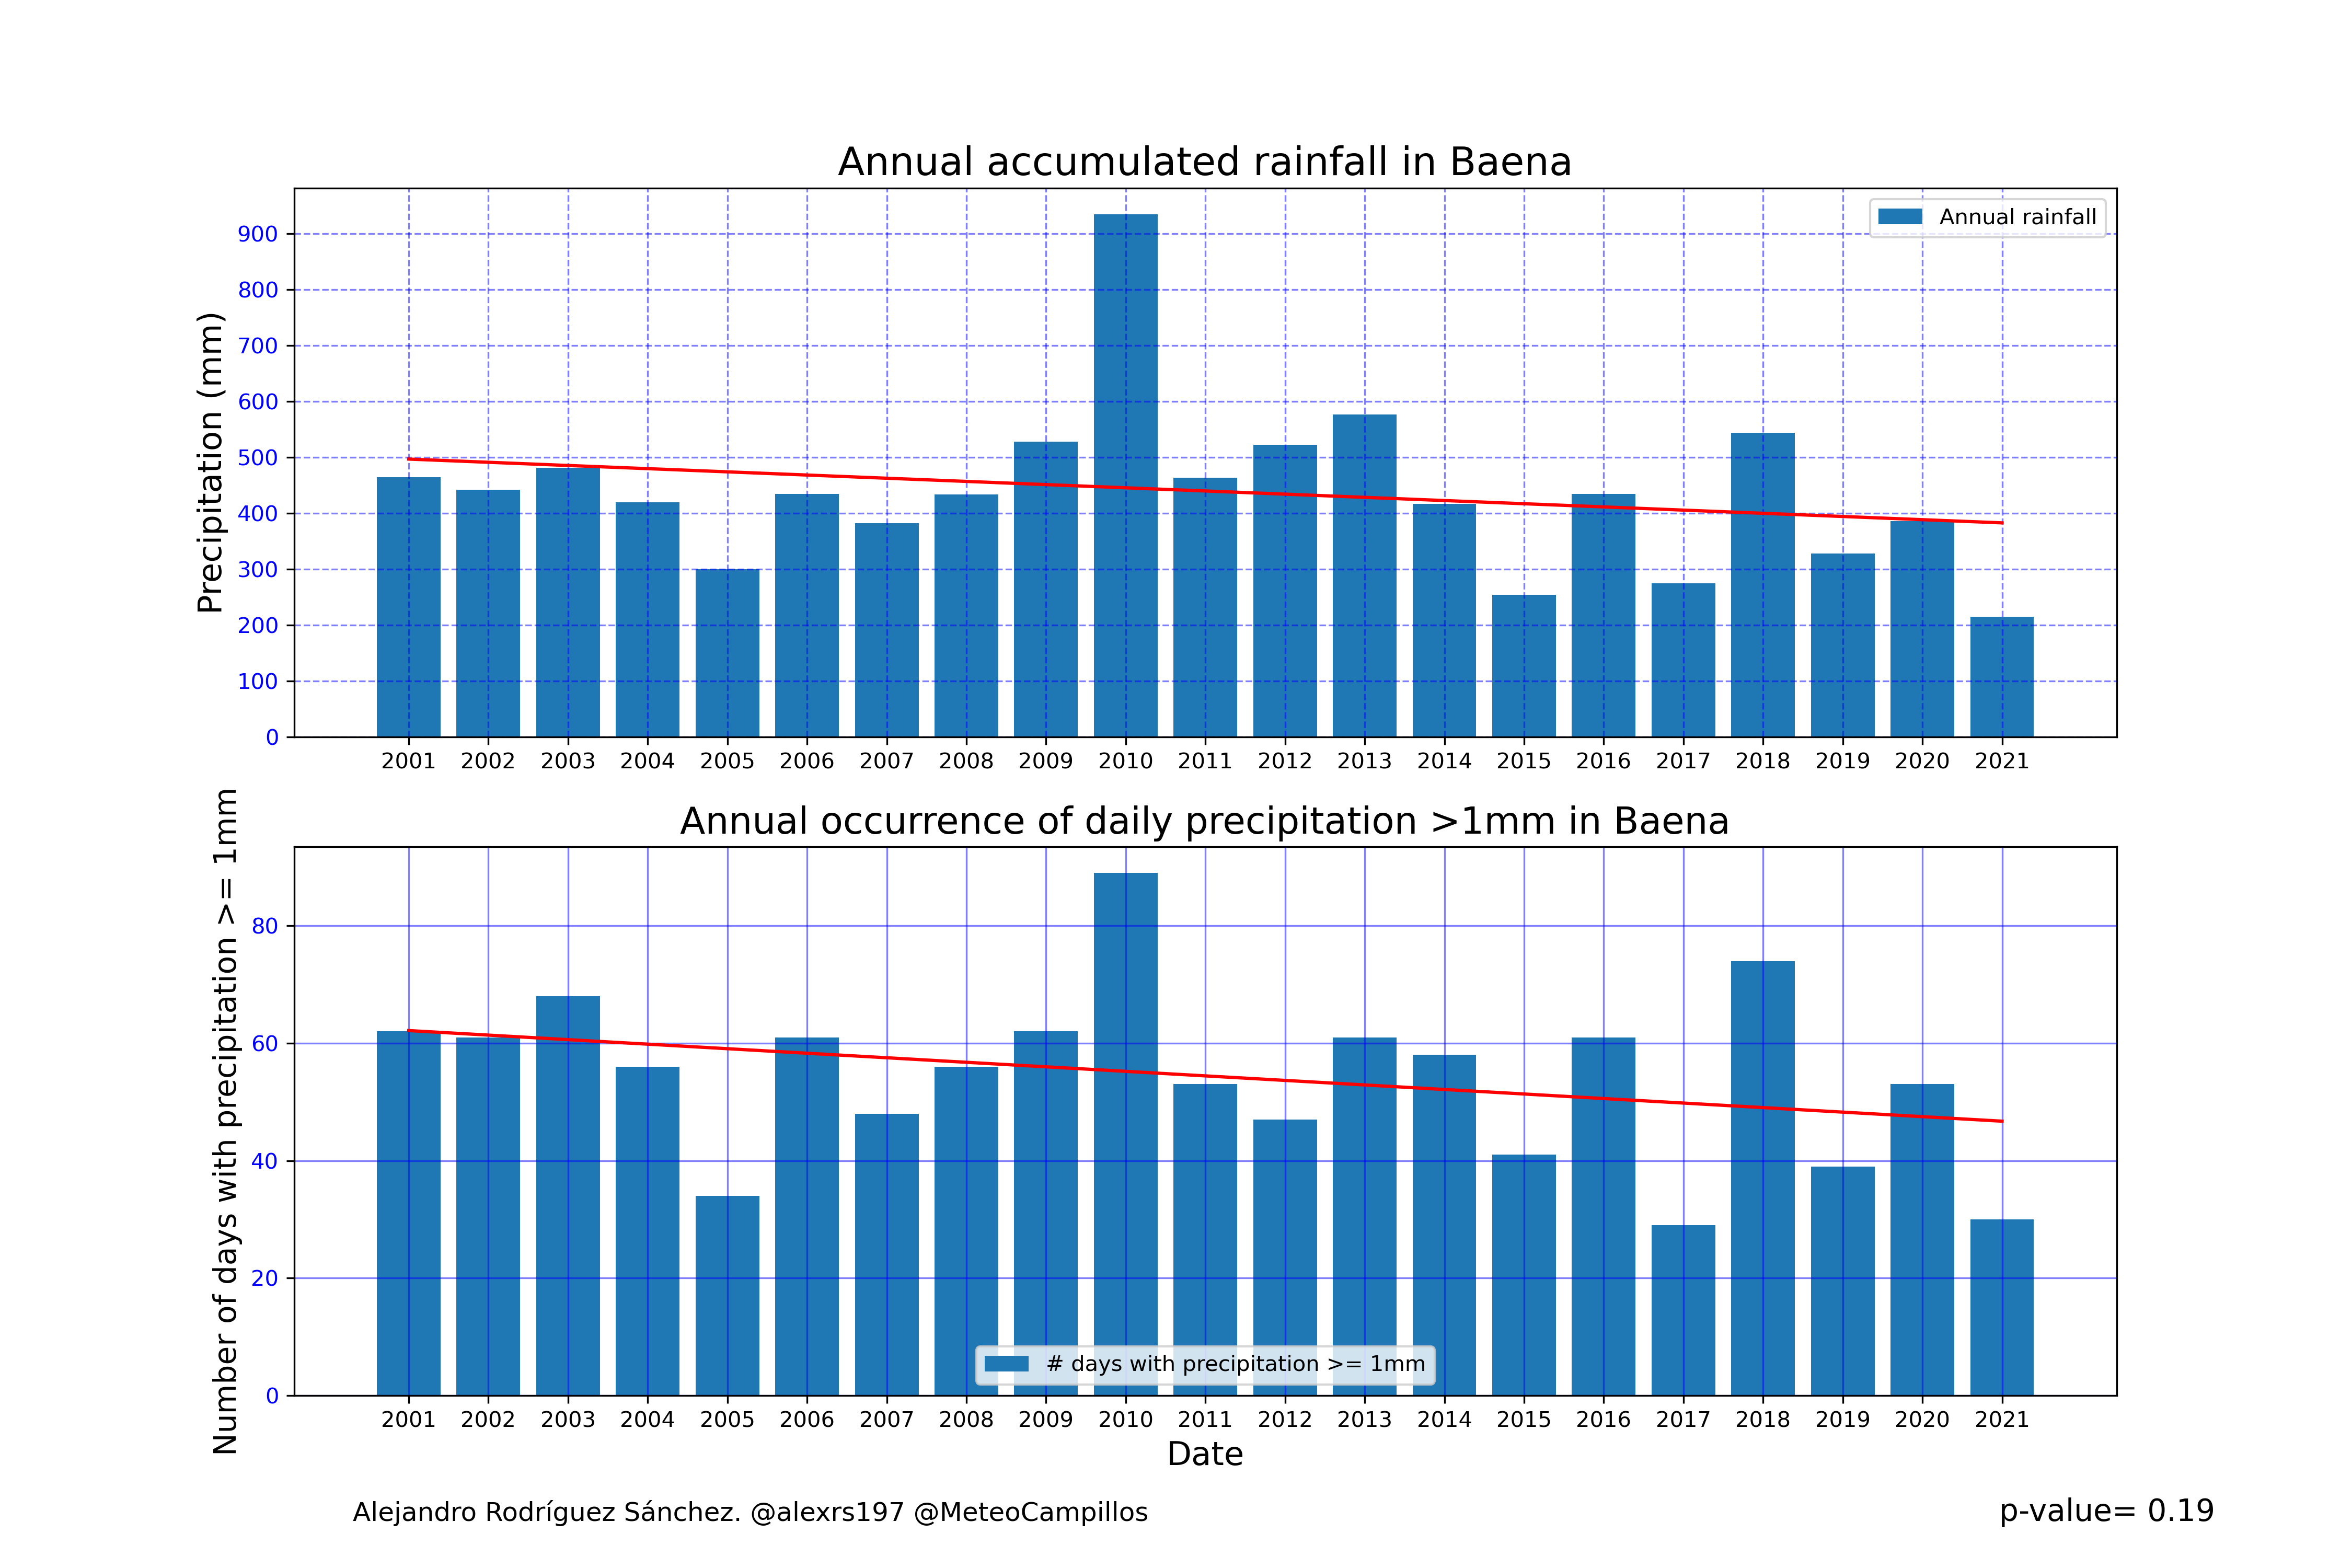 Annual accumulated rainfall in Baena
Precipitation (mm)
900
800
700
600
500
400
300
200
100
0
Annual rainfall
2001 2002 2003 2004 2005 2006 2007 2008 2009 2010 2011 2012 2013 2014 2015 2016 2017 2018 2019 2020 2021
Annual occurrence of daily precipitation >1mm in Baena
Number of days with precipitation >= 1mm
80
60
40
20
0
# days with precipitation >= 1mm
2001 2002 2003 2004 2005 2006 2007 2008 2009 2010 2011 2012 2013 2014 2015 2016 2017 2018 2019 2020 2021
Date
Alejandro Rodríguez Sánchez. @alexrs197 @MeteoCampillos
p-value= 0.19